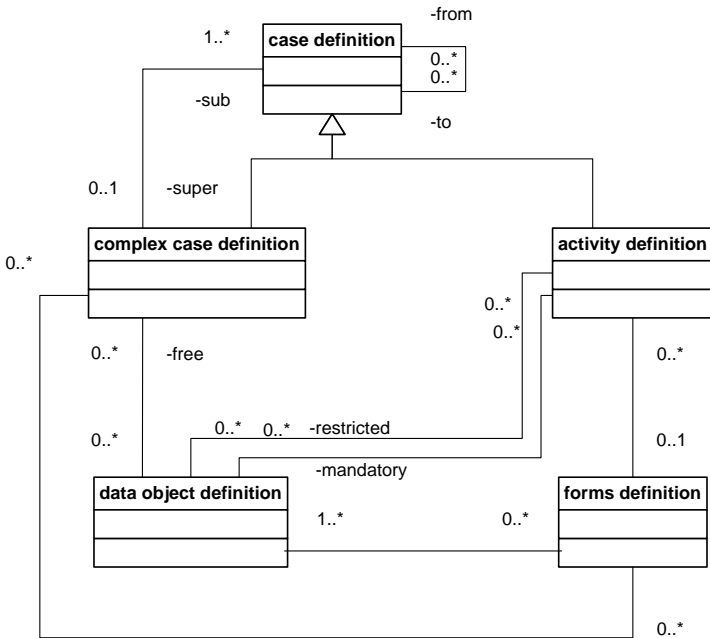 -from
1..*
case definition
0..*
0..*
-sub
-to
0..1
-super
complex case definition
activity definition
0..*
0..*
0..*
0..*
-free
0..*
0..*
0..*
-restricted
0..*
0..1
-mandatory
data object definition
forms definition
1..*
0..*
0..*